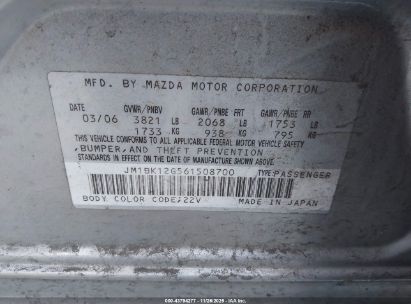 MFD. BY MAZDA MOTOR CORPORATION
DATE GVWR/PNBV GAWR/PNBE FRT GAWR/PNBE RR
03/06 3821 LB 2068 LB 1753 LB
1733 KG 938 KG 795 KG
THIS VEHICLE CONFORMS TO ALL APPLICABLE FEDERAL MOTOR VEHICLE SAFETY
, BUMPER, AND THEFT PREVENTION
STANDARDS IN EFFECT ON THE DATE OF MANUFACTURE SHOWN ABOVE.
JM1BK12G561508700 TYPE:PASSENGER
BODY COLOR CODE:22V MADE IN JAPAN